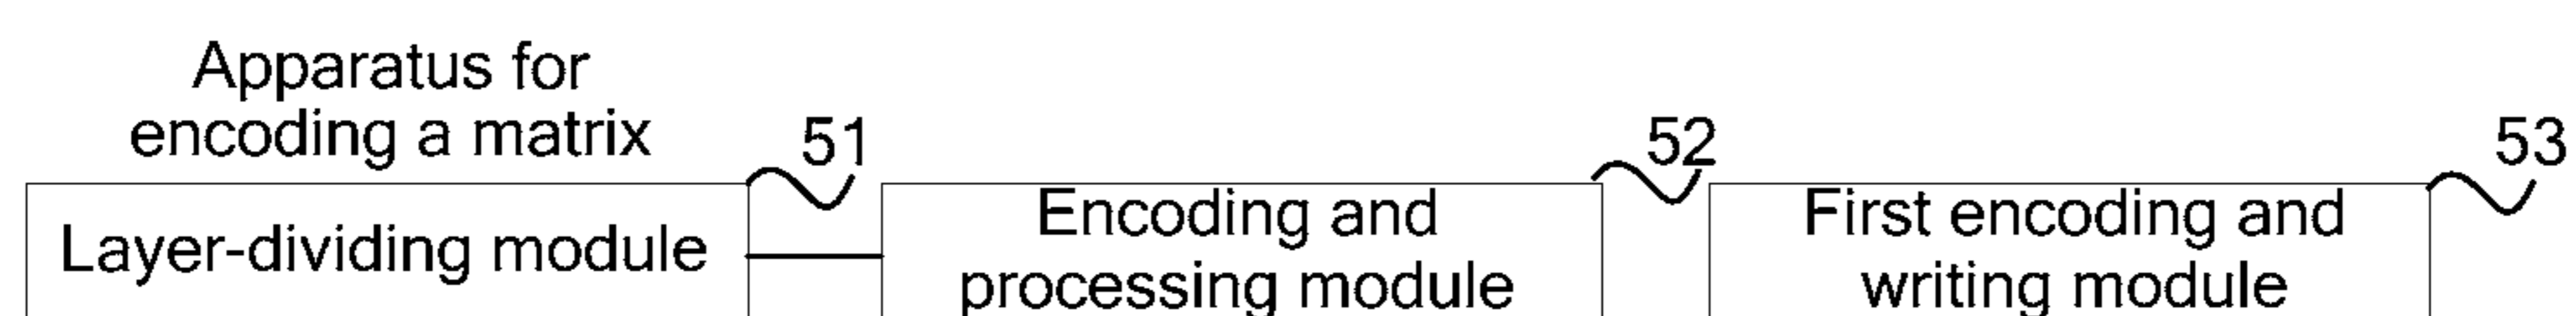 Apparatus for
encoding a matrix
51
52
53
Layer-dividing module
Encoding and
processing module
First encoding and
writing module